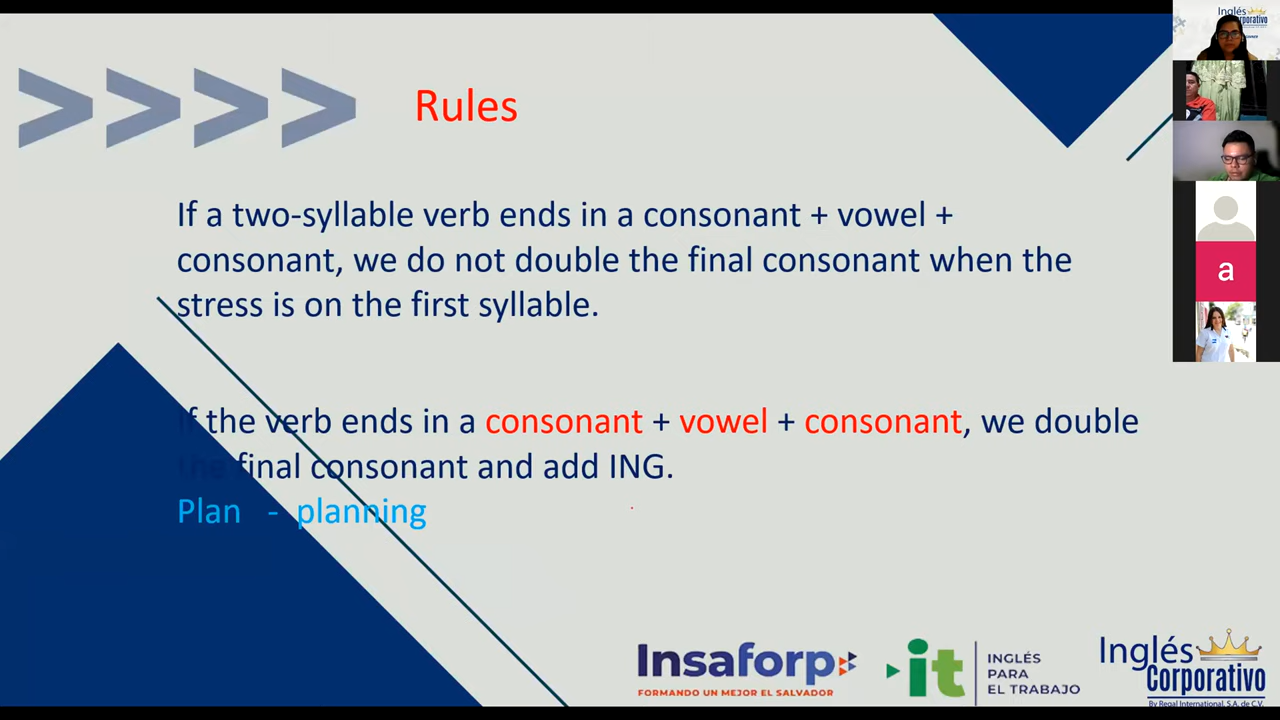 Rules
If a two-syllable verb ends in a consonant + vowel +
consonant, we do not double the final consonant when the
stress is on the first syllable.
If the verb ends in a consonant + vowel + consonant, we double
the final consonant and add ING.
Plan - planning
Insaforp
FORMANDO UN MEJOR EL SALVADOR
it
INGLÉS
PARA
EL TRABAJO
Inglés
Corporativo
By Regal International, S.A. de C.V.
a
Inglés